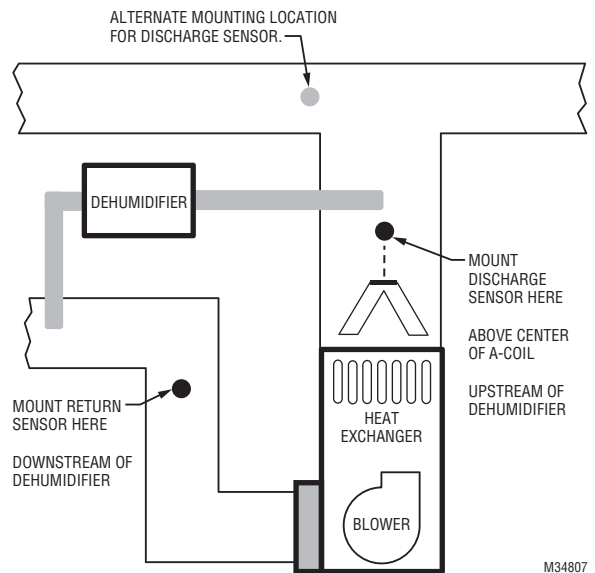 ALTERNATE MOUNTING LOCATION
FOR DISCHARGE SENSOR.
DEHUMIDIFIER
MOUNT
DISCHARGE
SENSOR HERE
ABOVE CENTER
OF A-COIL
UPSTREAM OF
DEHUMIDIFIER
MOUNT RETURN
SENSOR HERE
DOWNSTREAM OF
DEHUMIDIFIER
HEAT
EXCHANGER
BLOWER
M34807